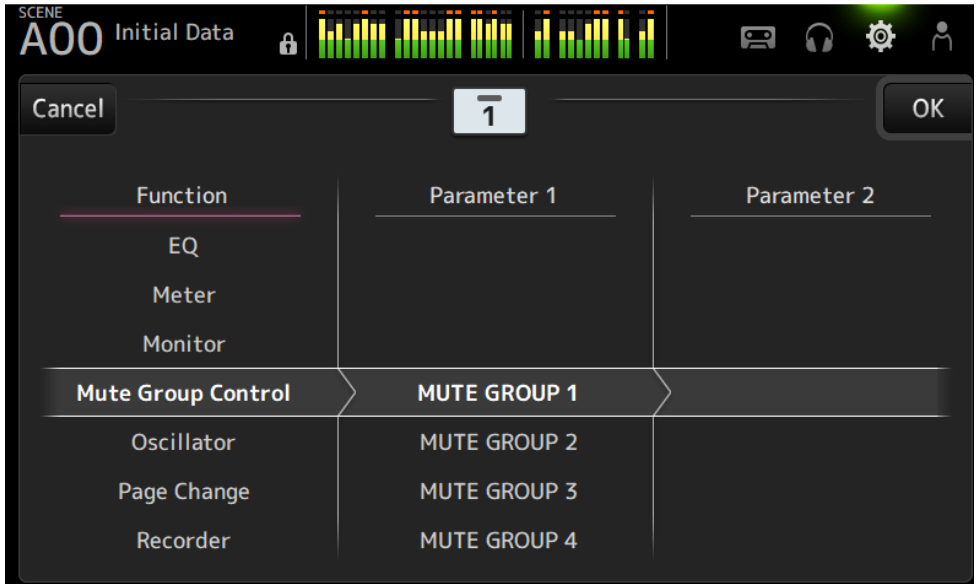 SCENE
A00 Initial Data
Cancel
1
OK
Function Parameter 1 Parameter 2
EQ
Meter
Monitor
Mute Group Control MUTE GROUP 1
Oscillator MUTE GROUP 2
Page Change MUTE GROUP 3
Recorder MUTE GROUP 4